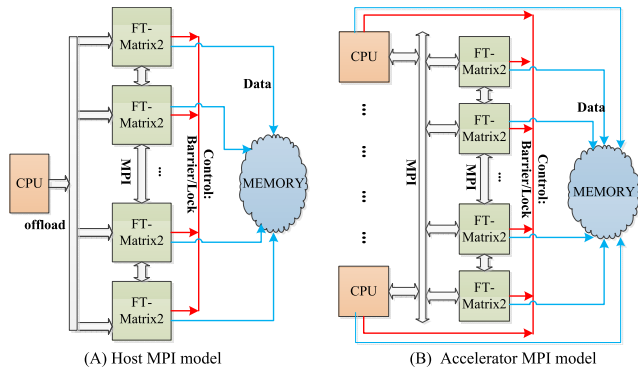 CPU
offload
FT-
Matrix2
FT-
Matrix2
MPI
...
FT-
Matrix2
FT-
Matrix2
Control:
Barrier/Lock
Data
MEMORY
(A) Host MPI model
CPU
...
...
...
...
CPU
MPI
FT-
Matrix2
FT-
Matrix2
MPI
...
FT-
Matrix2
FT-
Matrix2
Control:
Barrier/Lock
Data
MEMORY
(B) Accelerator MPI model